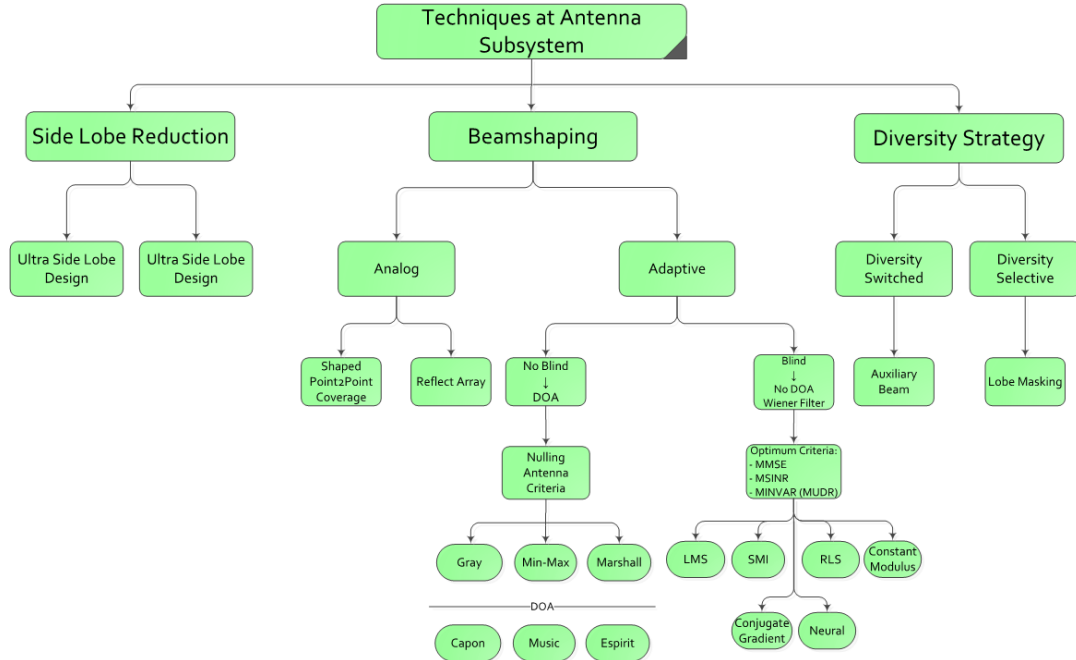 Techniques at Antenna
Subsystem
Side Lobe Reduction
Beamshaping
Diversity Strategy
Ultra Side Lobe
Design
Ultra Side Lobe
Design
Analog
Adaptive
Diversity
Switched
Diversity
Selective
Shaped
Point2Point
Coverage
Reflect Array
No Blind
↓
DOA
Blind
↓
No DOA
Wiener Filter
Auxiliary
Beam
Lobe Masking
Nulling
Antenna
Criteria
Optimum Criteria:
- MMSE
- MSINR
- MINVAR (MUDR)
Gray
Min-Max
Marshall
LMS
SMI
RLS
Constant
Modulus
DOA
Capon
Music
Espirit
Conjugate
Gradient
Neural